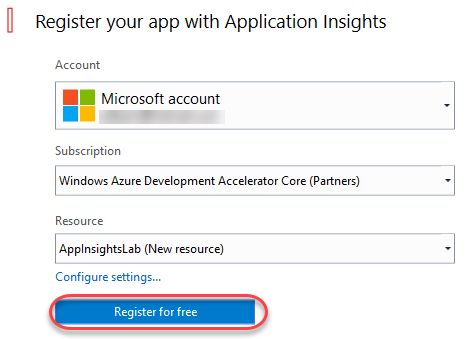 Register your app with Application Insights
Account
Microsoft account
Subscription
Windows Azure Development Accelerator Core (Partners)
Resource
AppInsightsLab (New resource)
Configure settings...
Register for free